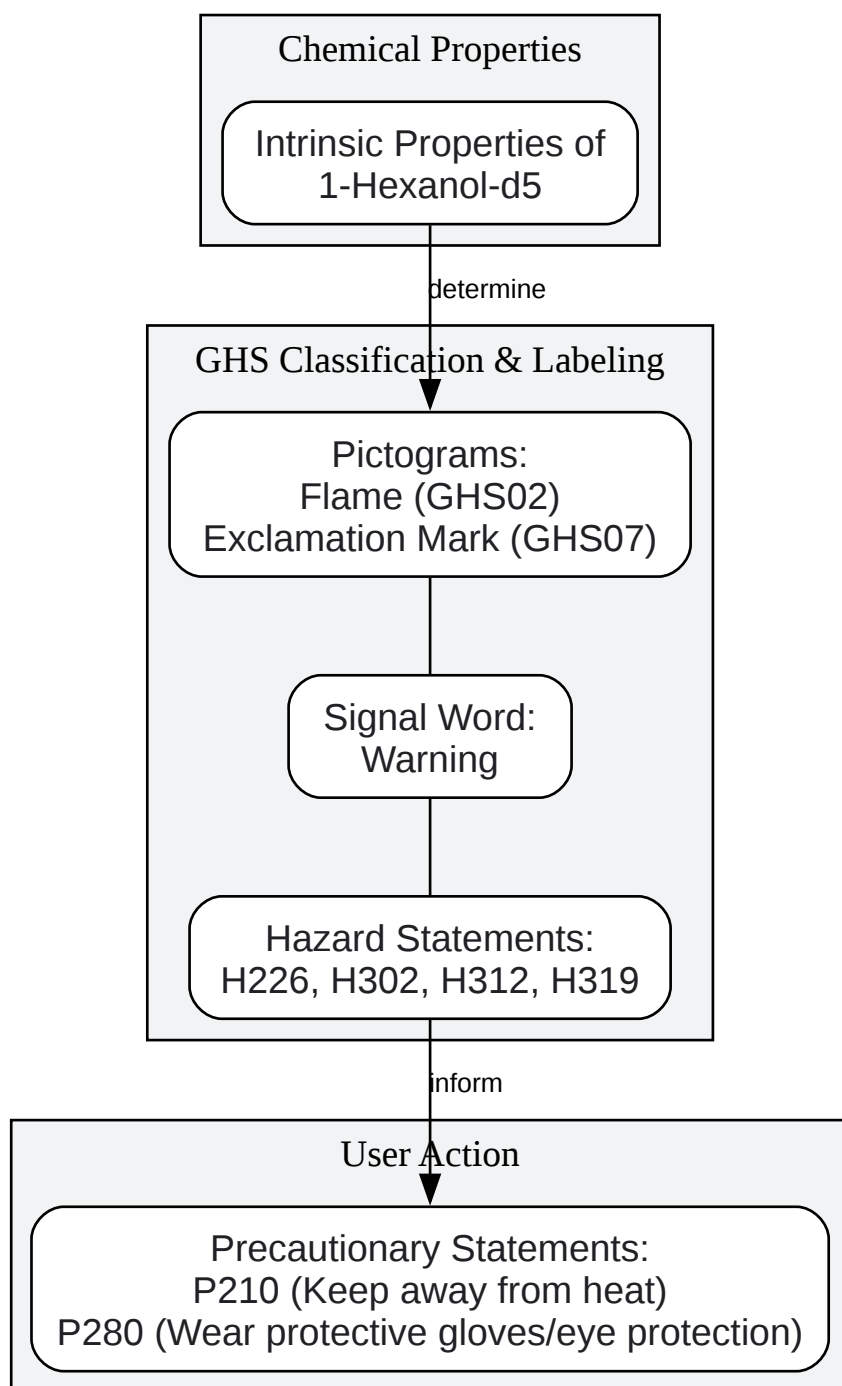 Chemical Properties
Intrinsic Properties of
1-Hexanol-d5
determine
GHS Classification & Labeling
Pictograms:
Flame (GHS02)
Exclamation Mark (GHS07)
Signal Word:
Warning
Hazard Statements:
H226, H302, H312, H319
inform
User Action
Precautionary Statements:
P210 (Keep away from heat)
P280 (Wear protective gloves/eye protection)